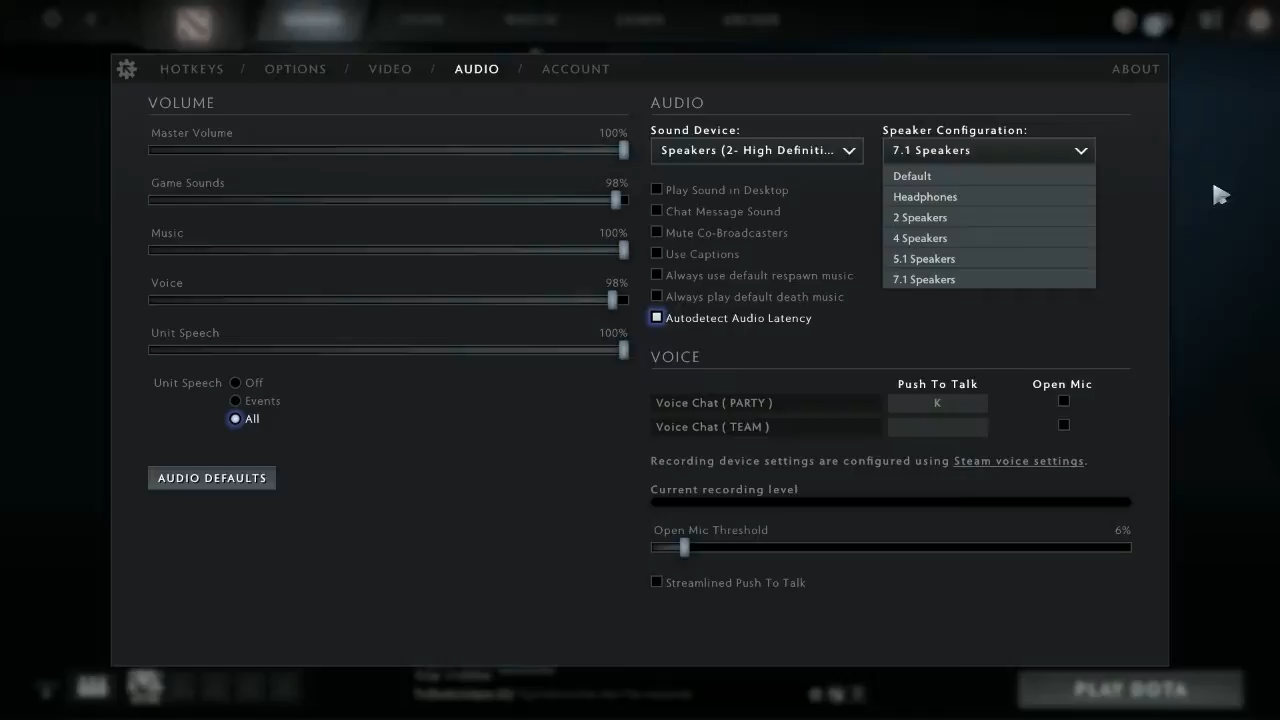 HOTKEYS / OPTIONS / VIDEO / AUDIO / ACCOUNT
ABOUT
VOLUME
Master Volume 100%
Game Sounds 98%
Music 100%
Voice 98%
Unit Speech 100%
Unit Speech Off
Events
All
AUDIO DEFAULTS
AUDIO
Sound Device:
Speakers (2- High Definiti...
Speaker Configuration:
7.1 Speakers
Default
Headphones
2 Speakers
4 Speakers
5.1 Speakers
7.1 Speakers
Play Sound in Desktop
Chat Message Sound
Mute Co-Broadcasters
Use Captions
Always use default respawn music
Always play default death music
Autodetect Audio Latency
VOICE
Push To Talk Open Mic
Voice Chat ( PARTY ) K
Voice Chat ( TEAM )
Recording device settings are configured using Steam voice settings.
Current recording level
Open Mic Threshold 6%
Streamlined Push To Talk
PLAY DOTA